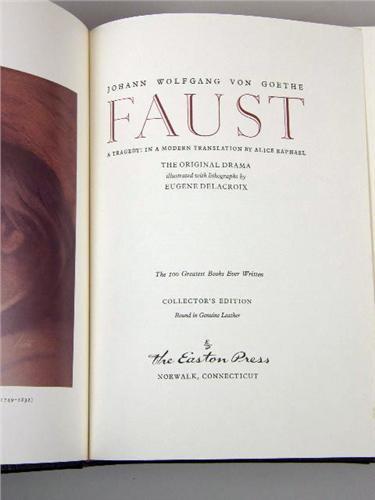 JOHANN WOLFGANG VON GOETHE
FAUST
A TRAGEDY: IN A MODERN TRANSLATION BY ALICE RAPHAEL
THE ORIGINAL DRAMA
illustrated with lithographs by
EUGENE DELACROIX
The 100 Greatest Books Ever Written
COLLECTOR'S EDITION
Bound in Genuine Leather
The Easton Press
NORWALK, CONNECTICUT
1749-1832)